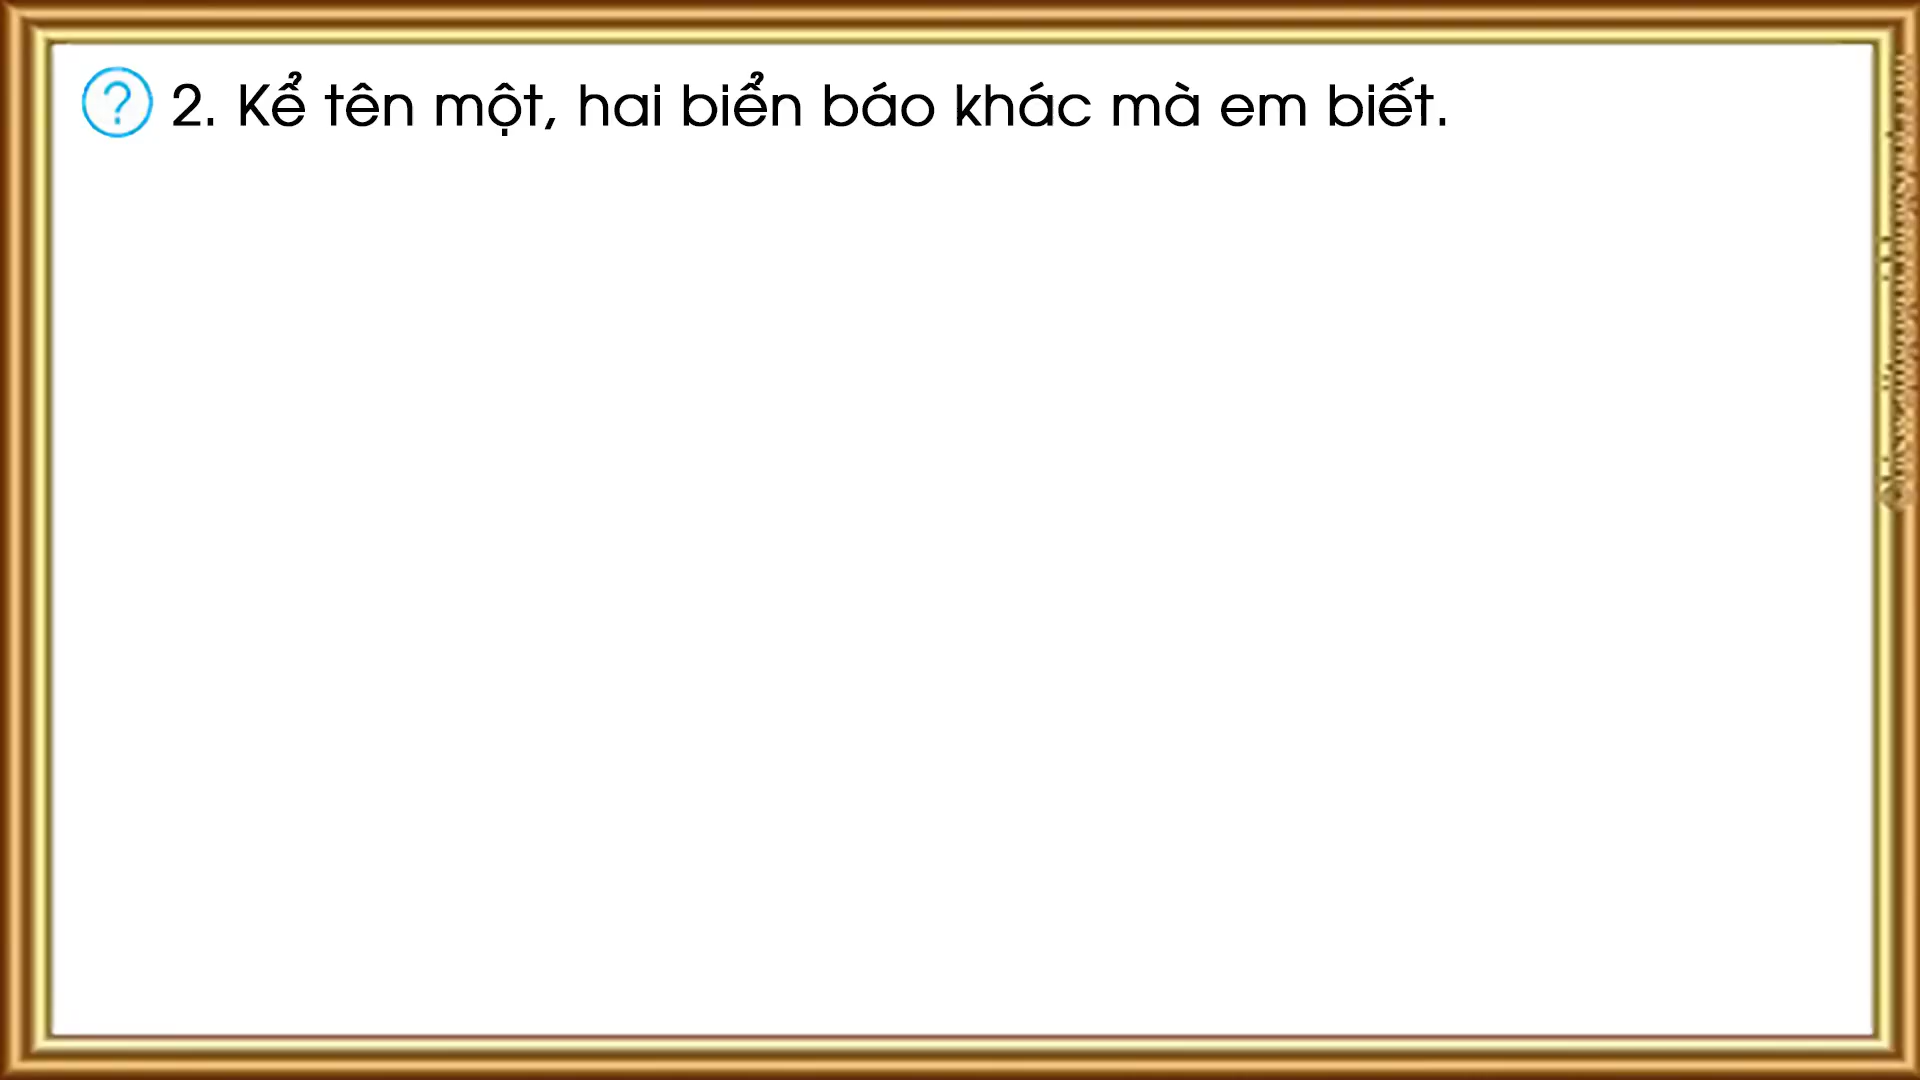 ? 2. Kể tên một, hai biển báo khác mà em biết.